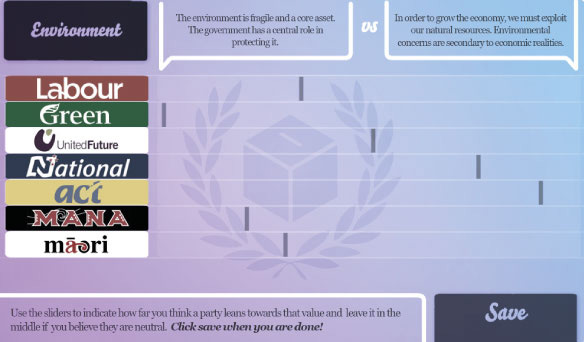 Environment
The environment is fragile and a core asset.
The government has a central role in
protecting it.
vs
In order to grow the economy, we must exploit
our natural resources. Environmental
concerns are secondary to economic realities.
Labour
Green
UnitedFuture
National
act
MANA
māori
Use the sliders to indicate how far you think a party leans towards that value and leave it in the
middle if you believe they are neutral. Click save when you are done!
Save